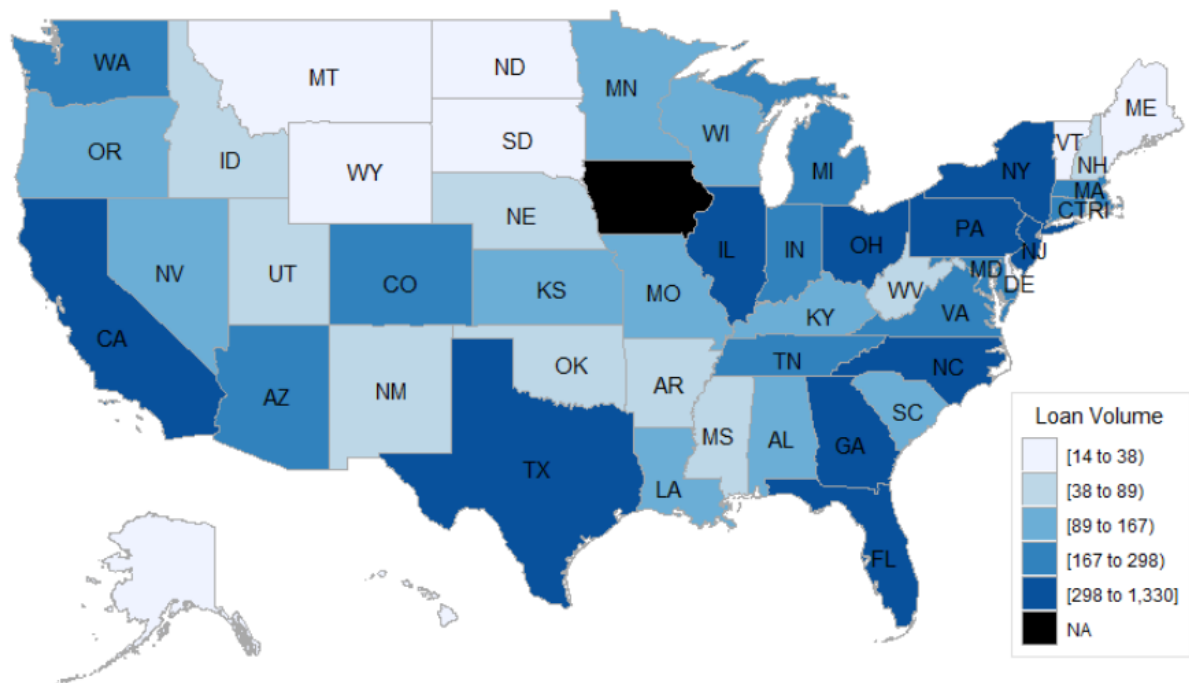 WA
MT
ND
MN
ME
OR
ID
SD
WI
VT
NH
WY
MI
NY
MA
CT RI
NE
PA
NV
UT
CO
IL
IN
OH
NJ
MD
DE
KS
MO
WV
VA
CA
KY
AZ
NM
OK
TN
NC
AR
SC
MS
AL
GA
TX
LA
FL
Loan Volume
[14 to 38)
[38 to 89)
[89 to 167)
[167 to 298)
[298 to 1,330]
NA